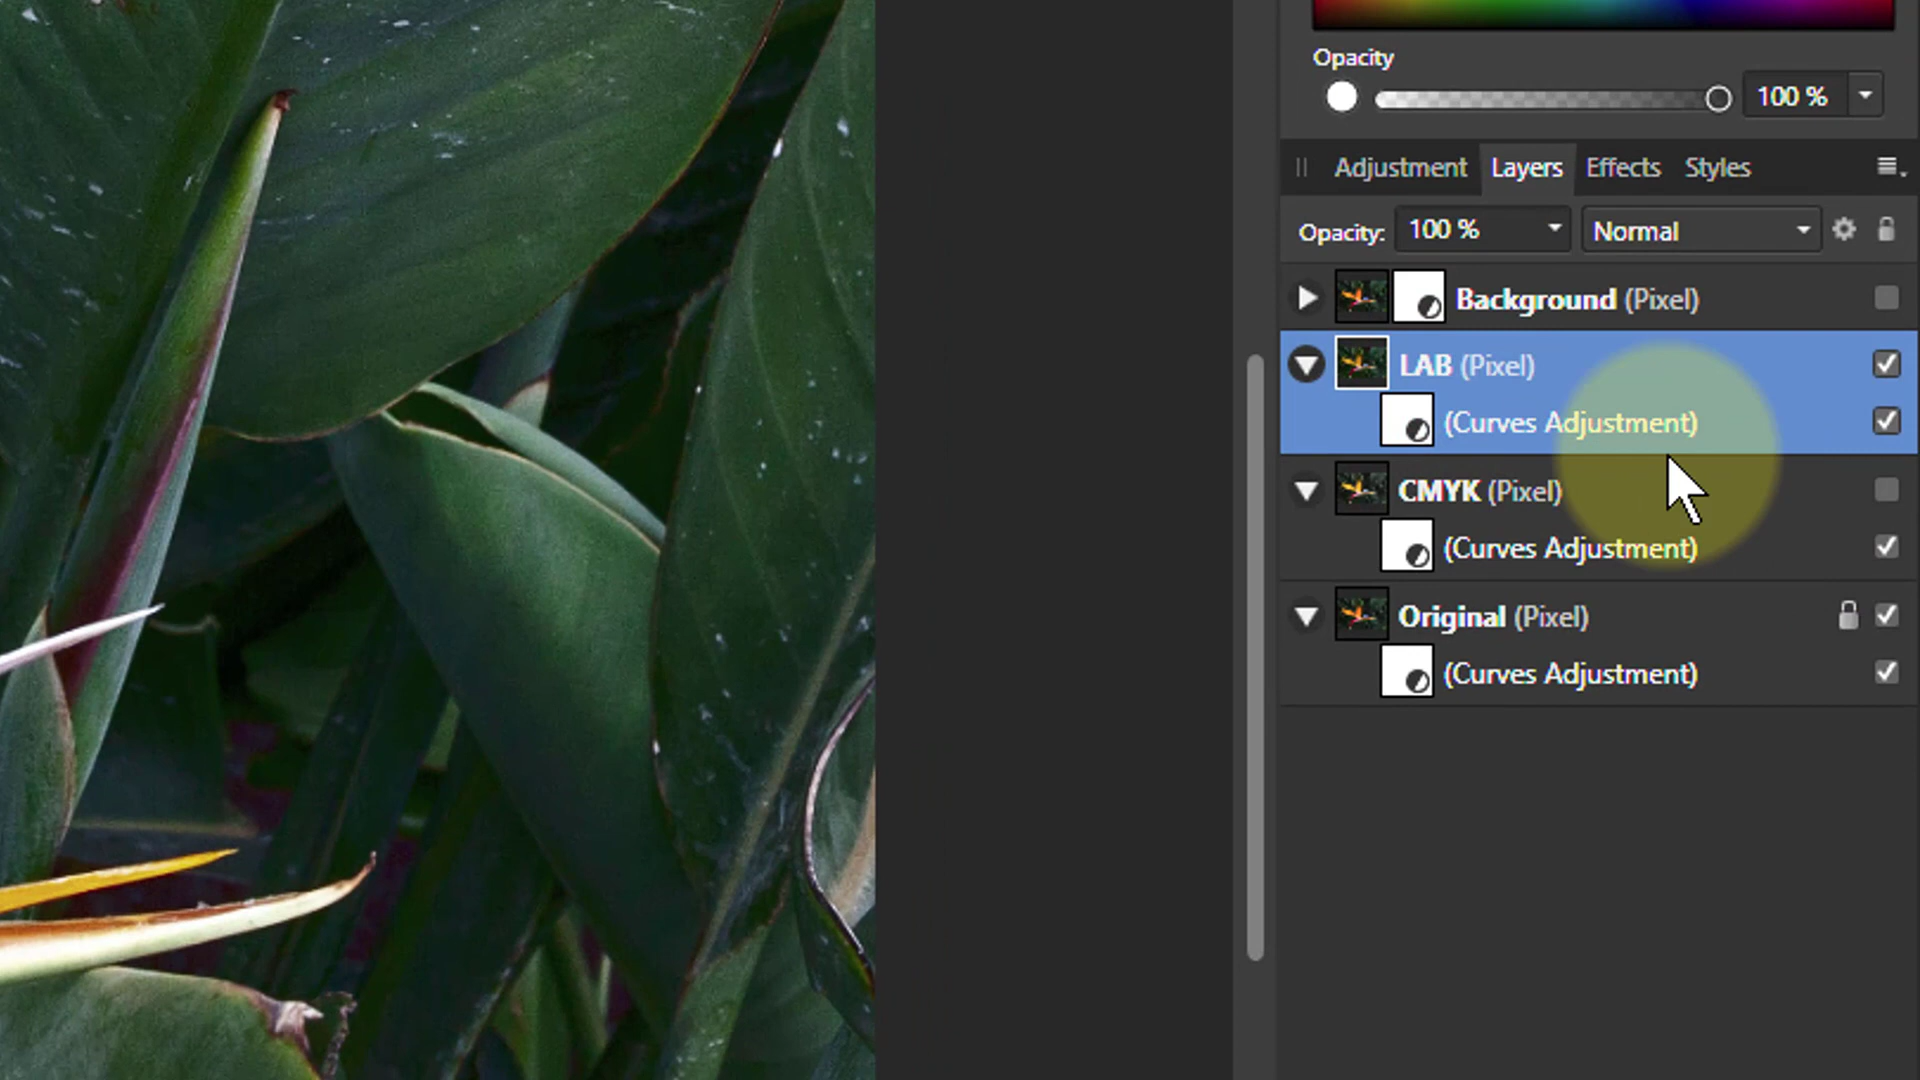 Opacity
100 %
Adjustment Layers Effects Styles
Opacity: 100 % Normal
Background (Pixel)
LAB (Pixel)
(Curves Adjustment)
CMYK (Pixel)
(Curves Adjustment)
Original (Pixel)
(Curves Adjustment)